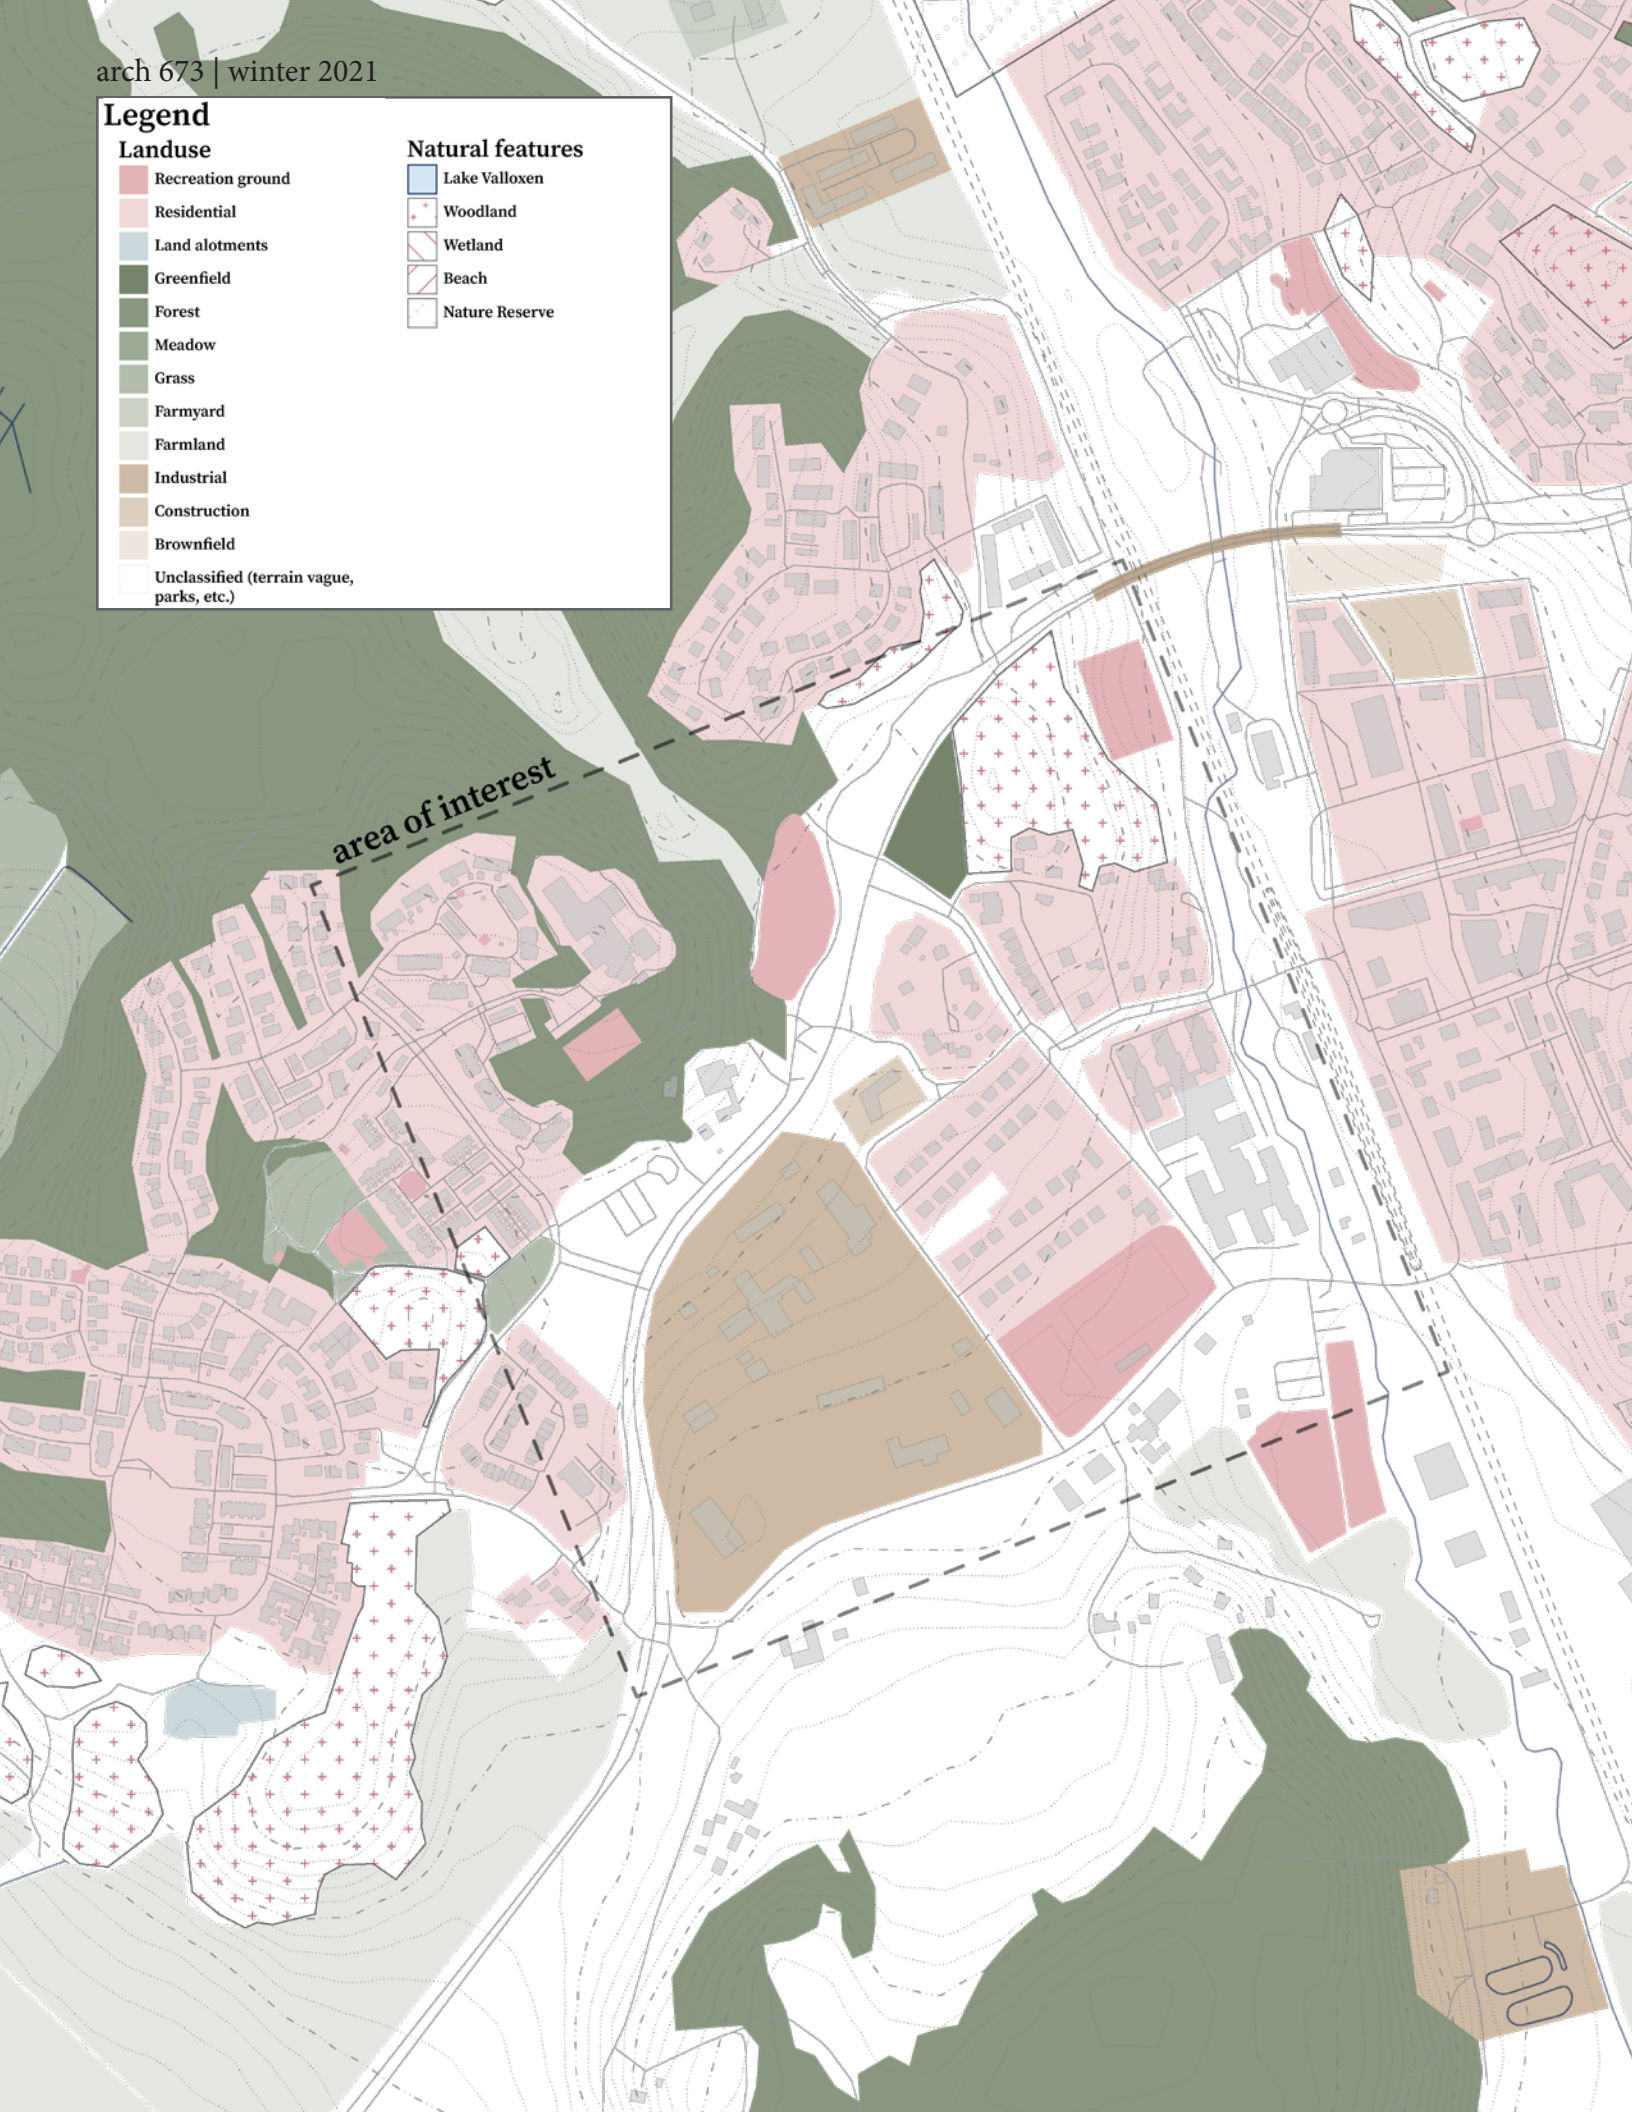 arch 673 | winter 2021
Legend
Landuse
Recreation ground
Residential
Land alotments
Greenfield
Forest
Meadow
Grass
Farmyard
Farmland
Industrial
Construction
Brownfield
Unclassified (terrain vague,
parks, etc.)
Natural features
Lake Valloxen
Woodland
Wetland
Beach
Nature Reserve
area of interest